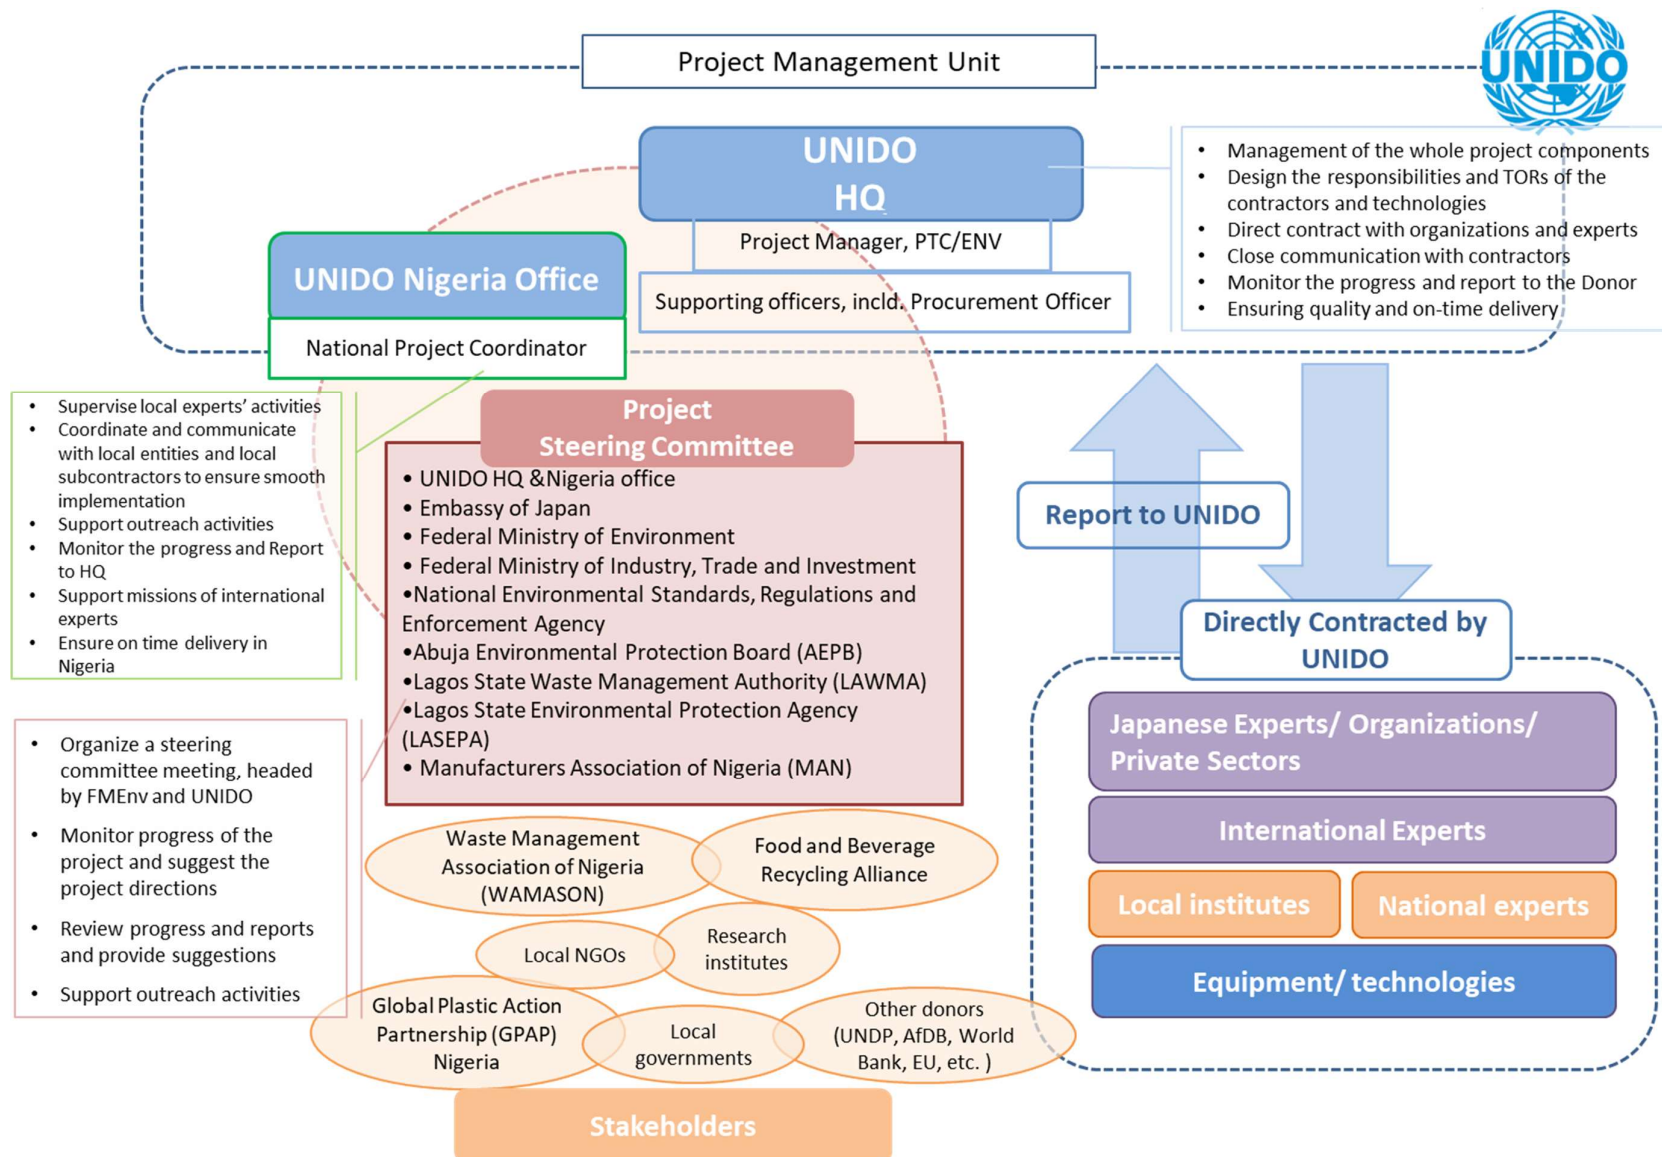 Project Management Unit
UNIDO
UNIDO
HQ
Project Manager, PTC/ENV
Supporting officers, incld. Procurement Officer
• Management of the whole project components
• Design the responsibilities and TORs of the
contractors and technologies
• Direct contract with organizations and experts
• Close communication with contractors
• Monitor the progress and report to the Donor
• Ensuring quality and on-time delivery
UNIDO Nigeria Office
National Project Coordinator
• Supervise local experts’ activities
• Coordinate and communicate
with local entities and local
subcontractors to ensure smooth
implementation
• Support outreach activities
• Monitor the progress and Report
to HQ
• Support missions of international
experts
• Ensure on time delivery in
Nigeria
Project
Steering Committee
• UNIDO HQ &Nigeria office
• Embassy of Japan
• Federal Ministry of Environment
• Federal Ministry of Industry, Trade and Investment
•National Environmental Standards, Regulations and
Enforcement Agency
•Abuja Environmental Protection Board (AEPB)
•Lagos State Waste Management Authority (LAWMA)
•Lagos State Environmental Protection Agency
(LASEPA)
• Manufacturers Association of Nigeria (MAN)
• Organize a steering
committee meeting, headed
by FMEnv and UNIDO
• Monitor progress of the
project and suggest the
project directions
• Review progress and reports
and provide suggestions
• Support outreach activities
Report to UNIDO
Directly Contracted by
UNIDO
Japanese Experts/ Organizations/
Private Sectors
International Experts
Local institutes
National experts
Equipment/ technologies
Waste Management
Association of Nigeria
(WAMASON)
Food and Beverage
Recycling Alliance
Local NGOs
Research
institutes
Global Plastic Action
Partnership (GPAP)
Nigeria
Local
governments
Other donors
(UNDP, AfDB, World
Bank, EU, etc. )
Stakeholders